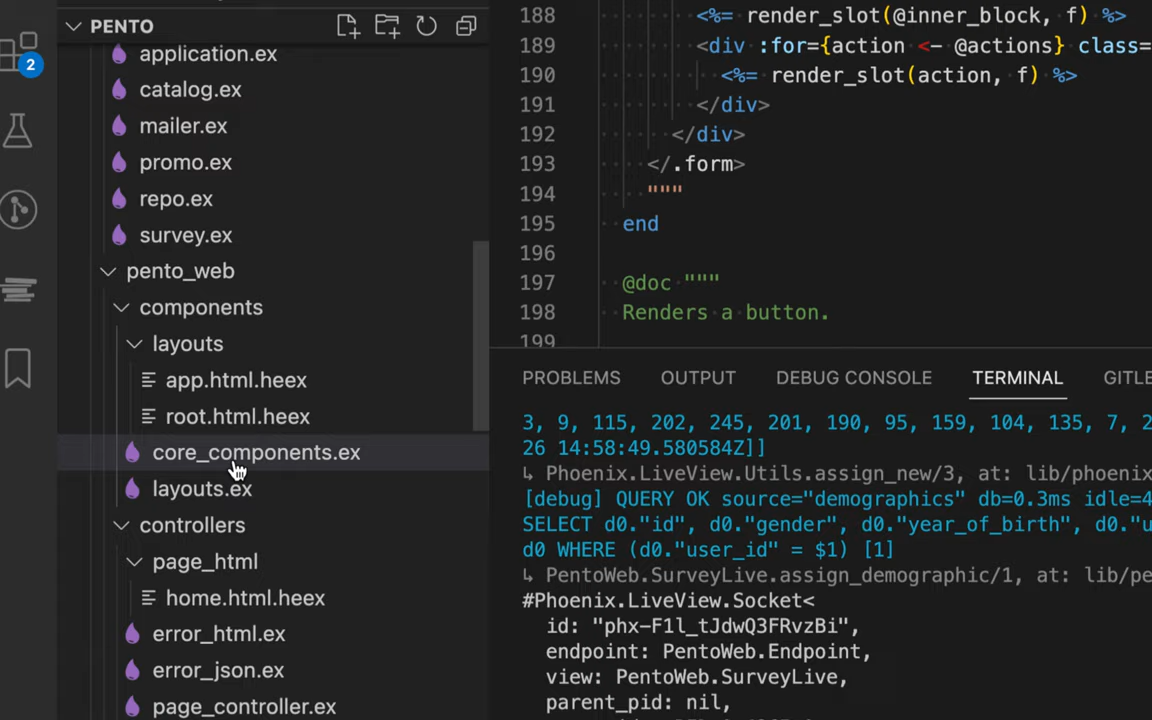 PENTO
2
application.ex
catalog.ex
mailer.ex
promo.ex
repo.ex
survey.ex
pento_web
components
layouts
app.html.heex
root.html.heex
core_components.ex
layouts.ex
controllers
page_html
home.html.heex
error_html.ex
error_json.ex
page_controller.ex
188 <%= render_slot(@inner_block, f) %>
189 <div :for={action <- @actions} class=
190 <%= render_slot(action, f) %>
191 </div>
192 </div>
193 </.form>
194 """
195 end
196
197 @doc """
198 Renders a button.
199
PROBLEMS OUTPUT DEBUG CONSOLE TERMINAL GITLE
3, 9, 115, 202, 245, 201, 190, 95, 159, 104, 135, 7, 2
26 14:58:49.580584Z]]
↳ Phoenix.LiveView.Utils.assign_new/3, at: lib/phoenix
[debug] QUERY OK source="demographics" db=0.3ms idle=4
SELECT d0."id", d0."gender", d0."year_of_birth", d0."u
d0 WHERE (d0."user_id" = $1) [1]
↳ PentoWeb.SurveyLive.assign_demographic/1, at: lib/pe
#Phoenix.LiveView.Socket<
id: "phx-F1l_tJdwQ3FRvzBi",
endpoint: PentoWeb.Endpoint,
view: PentoWeb.SurveyLive,
parent_pid: nil,